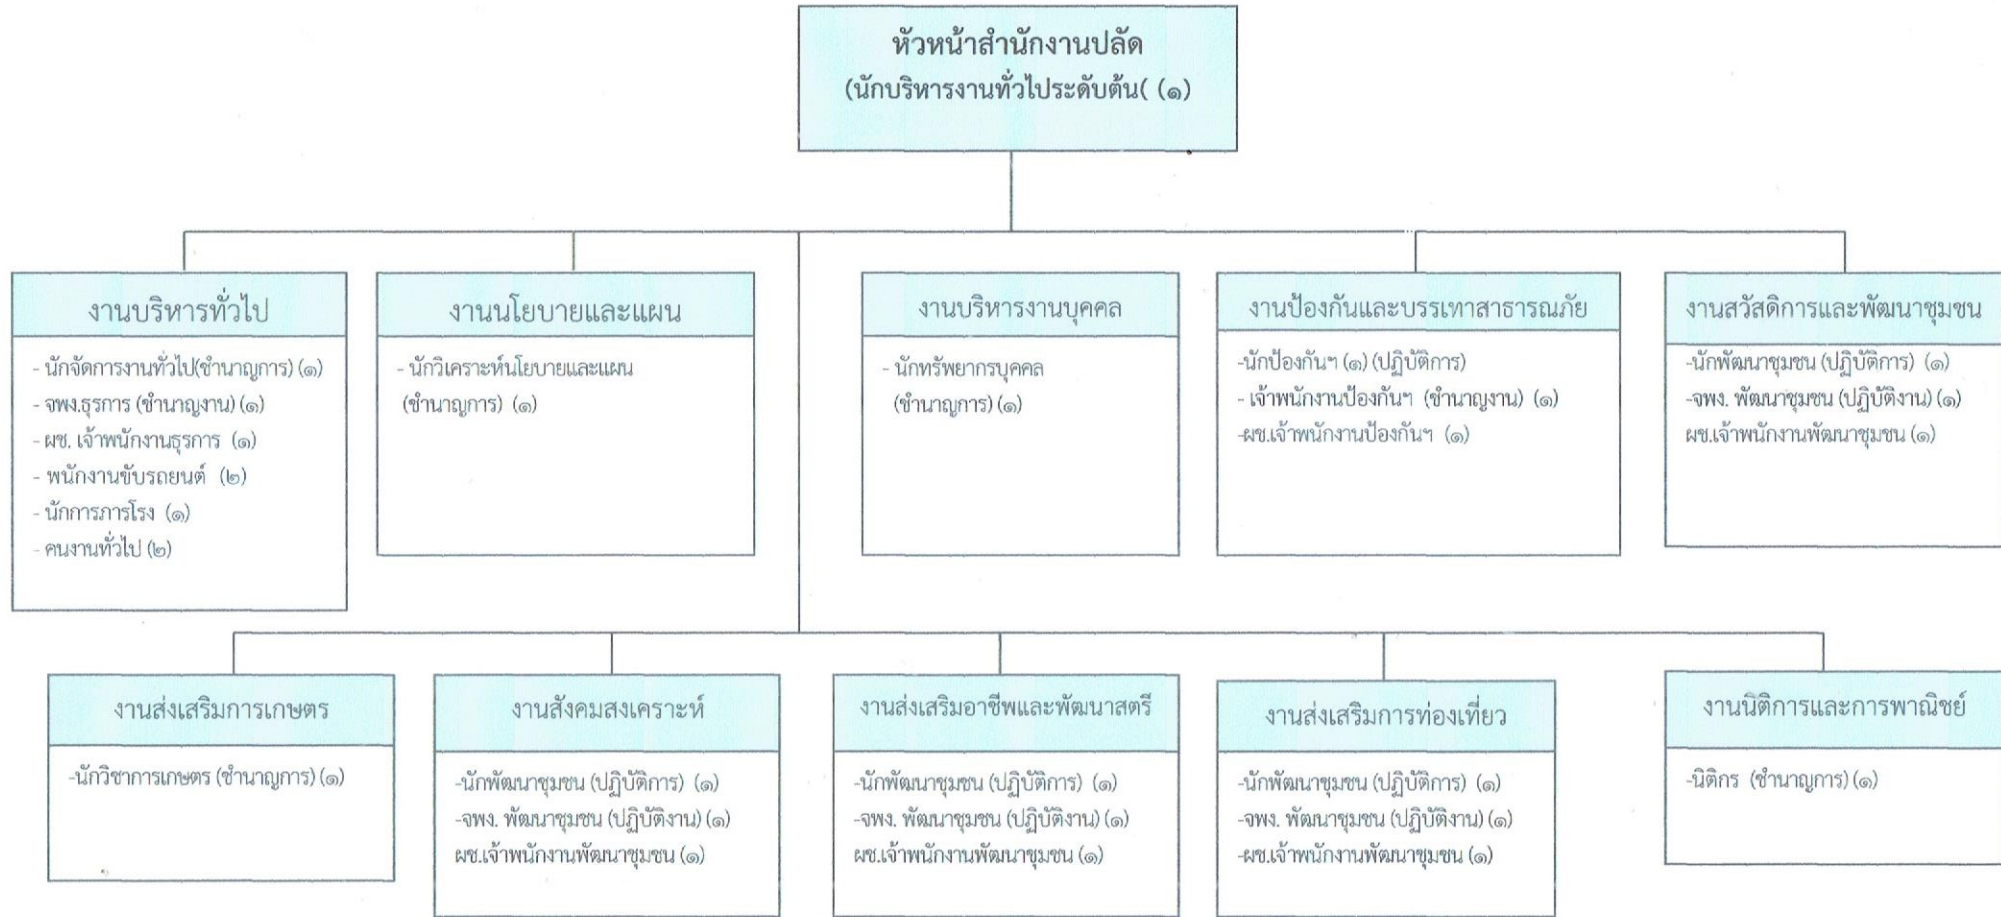 หัวหน้าสำนักงานปลัด
(นักบริหารงานทั่วไประดับต้น( (๑)
งานบริหารทั่วไป
- นักจัดการงานทั่วไป(ชำนาญการ) (๑)
- จพง.ธุรการ (ชำนาญงาน) (๑)
- ผช. เจ้าพนักงานธุรการ (๑)
- พนักงานขับรถยนต์ (๒)
- นักการภารโรง (๑)
- คนงานทั่วไป (๒)
งานนโยบายและแผน
- นักวิเคราะห์นโยบายและแผน
(ชำนาญการ) (๑)
งานบริหารงานบุคคล
- นักทรัพยากรบุคคล
(ชำนาญการ) (๑)
งานป้องกันและบรรเทาสาธารณภัย
-นักป้องกันฯ (๑) (ปฏิบัติการ)
- เจ้าพนักงานป้องกันฯ (ชำนาญงาน) (๑)
-ผช.เจ้าพนักงานป้องกันฯ (๑)
งานสวัสดิการและพัฒนาชุมชน
-นักพัฒนาชุมชน (ปฏิบัติการ) (๑)
-จพง. พัฒนาชุมชน (ปฏิบัติงาน) (๑)
ผช.เจ้าพนักงานพัฒนาชุมชน (๑)
งานส่งเสริมการเกษตร
-นักวิชาการเกษตร (ชำนาญการ) (๑)
งานสังคมสงเคราะห์
-นักพัฒนาชุมชน (ปฏิบัติการ) (๑)
-จพง. พัฒนาชุมชน (ปฏิบัติงาน) (๑)
ผช.เจ้าพนักงานพัฒนาชุมชน (๑)
งานส่งเสริมอาชีพและพัฒนาสตรี
-นักพัฒนาชุมชน (ปฏิบัติการ) (๑)
-จพง. พัฒนาชุมชน (ปฏิบัติงาน) (๑)
ผช.เจ้าพนักงานพัฒนาชุมชน (๑)
งานส่งเสริมการท่องเที่ยว
-นักพัฒนาชุมชน (ปฏิบัติการ) (๑)
-จพง. พัฒนาชุมชน (ปฏิบัติงาน) (๑)
-ผช.เจ้าพนักงานพัฒนาชุมชน (๑)
งานนิติการและการพาณิชย์
-นิติกร (ชำนาญการ) (๑)